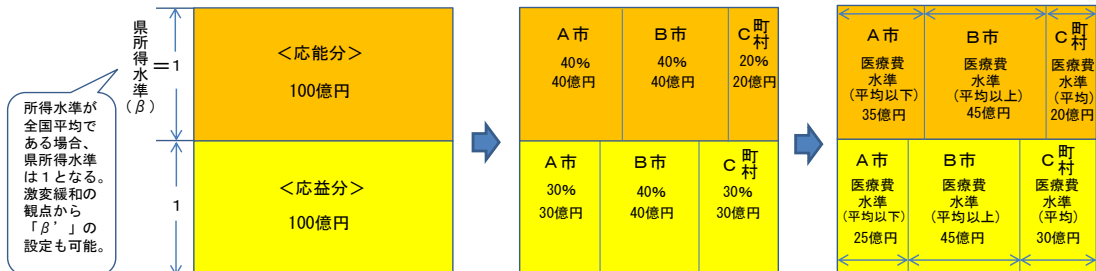 県所得水準(β)
=1
1
所得水準が
全国平均で
ある場合、
県所得水準
は1となる。
激変緩和の
観点から
「β’」の
設定も可能。
<応能分>
100億円
<応益分>
100億円
A市
40%
40億円
B市
40%
40億円
C町村
20%
20億円
A市
30%
30億円
B市
40%
40億円
C町村
30%
30億円
A市
医療費
水準
(平均以下)
35億円
B市
医療費
水準
(平均以上)
45億円
C町村
医療費
水準
(平均)
20億円
A市
医療費
水準
(平均以下)
25億円
B市
医療費
水準
(平均以上)
45億円
C町村
医療費
水準
(平均)
30億円